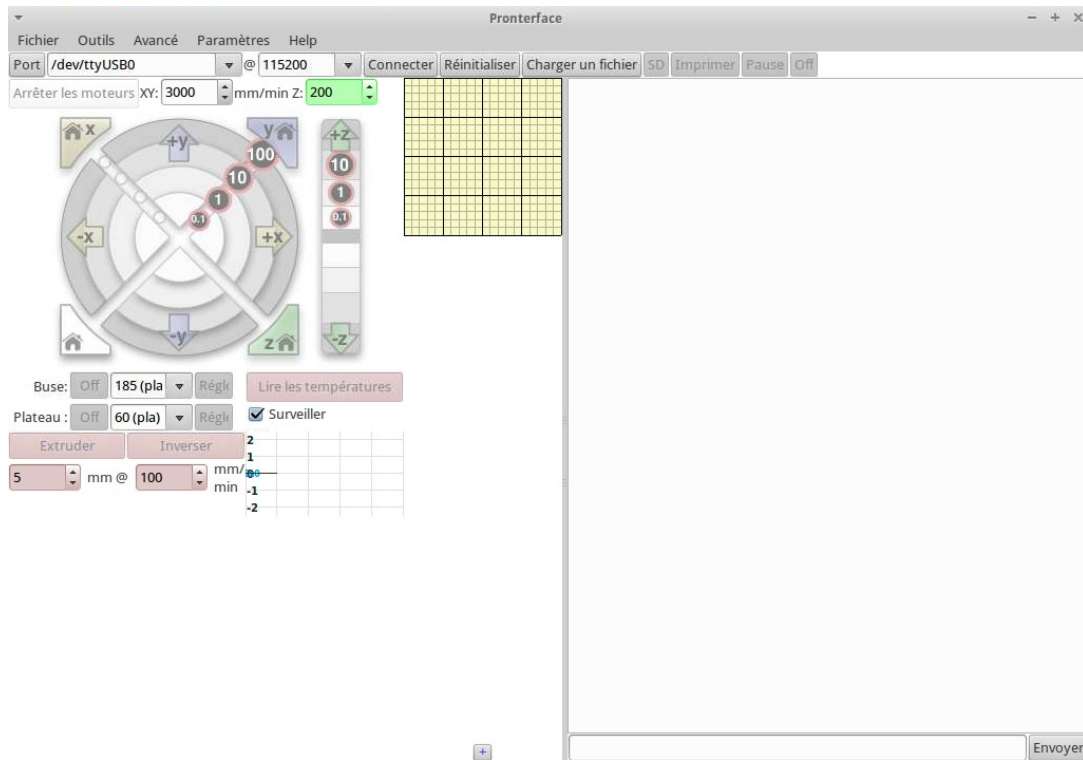 Pronterface
Fichier Outils Avancé Paramètres Help
Port /dev/ttyUSB0 @ 115200 Connecter Réinitialiser Charger un fichier SD Imprimer Pause Off
Arrêter les moteurs XY: 3000 mm/min Z: 200
x +y y +z
100 10
10 1
1 0.1
0.1
-x +x
-y z -z
Buse: Off 185 (pla Régle Lire les températures
Plateau : Off 60 (pla) Régle Surveiller
Extruder Inverser
5 mm @ 100 mm/
min
2
1
0
-1
-2
+ Envoyer